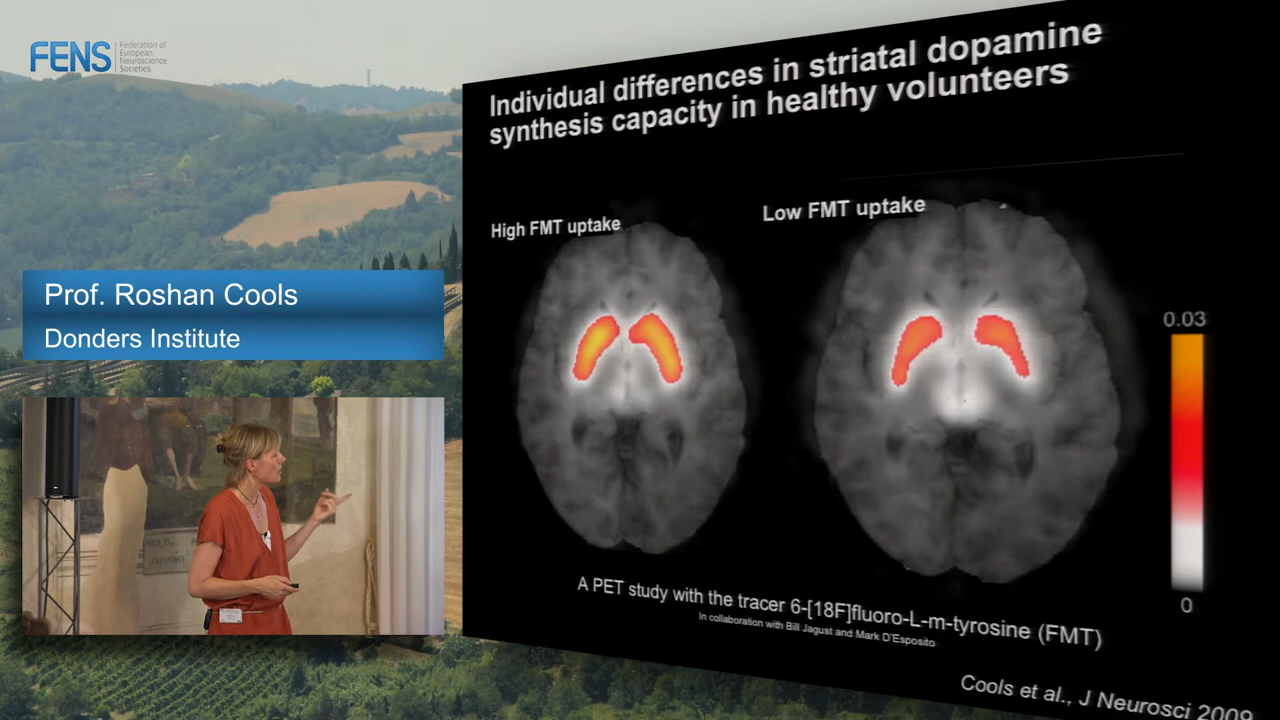 FENS
Federation of
European
Neuroscience
Societies
Prof. Roshan Cools
Donders Institute
Individual differences in striatal dopamine
synthesis capacity in healthy volunteers
High FMT uptake
Low FMT uptake
0.03
0
A PET study with the tracer 6-[18F]fluoro-L-m-tyrosine (FMT)
In collaboration with Bill Jagust and Mark D'Esposito
Cools et al., J Neurosci 2009